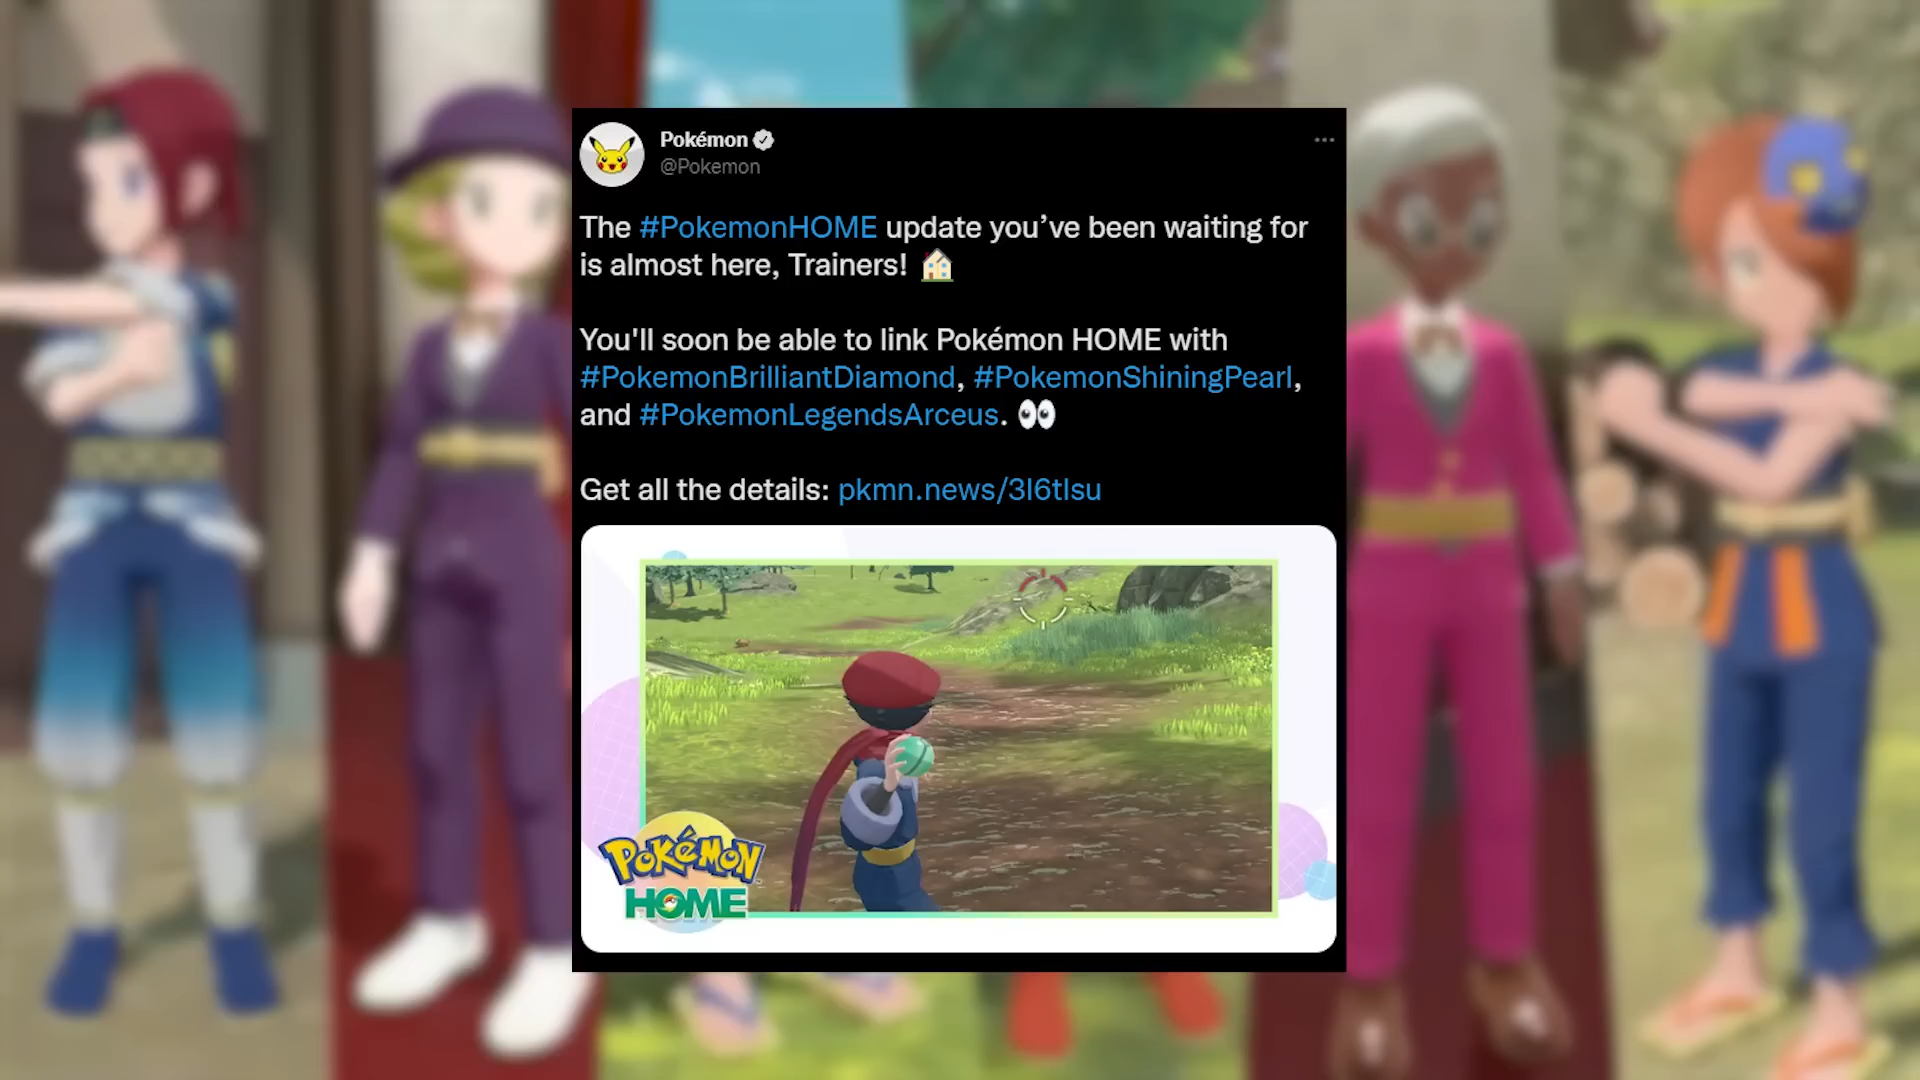 Pokémon
@Pokemon
The #PokemonHOME update you’ve been waiting for
is almost here, Trainers!
You'll soon be able to link Pokémon HOME with
#PokemonBrilliantDiamond, #PokemonShiningPearl,
and #PokemonLegendsArceus.
Get all the details: pkmn.news/3l6tlsu
POKéMON
HOME